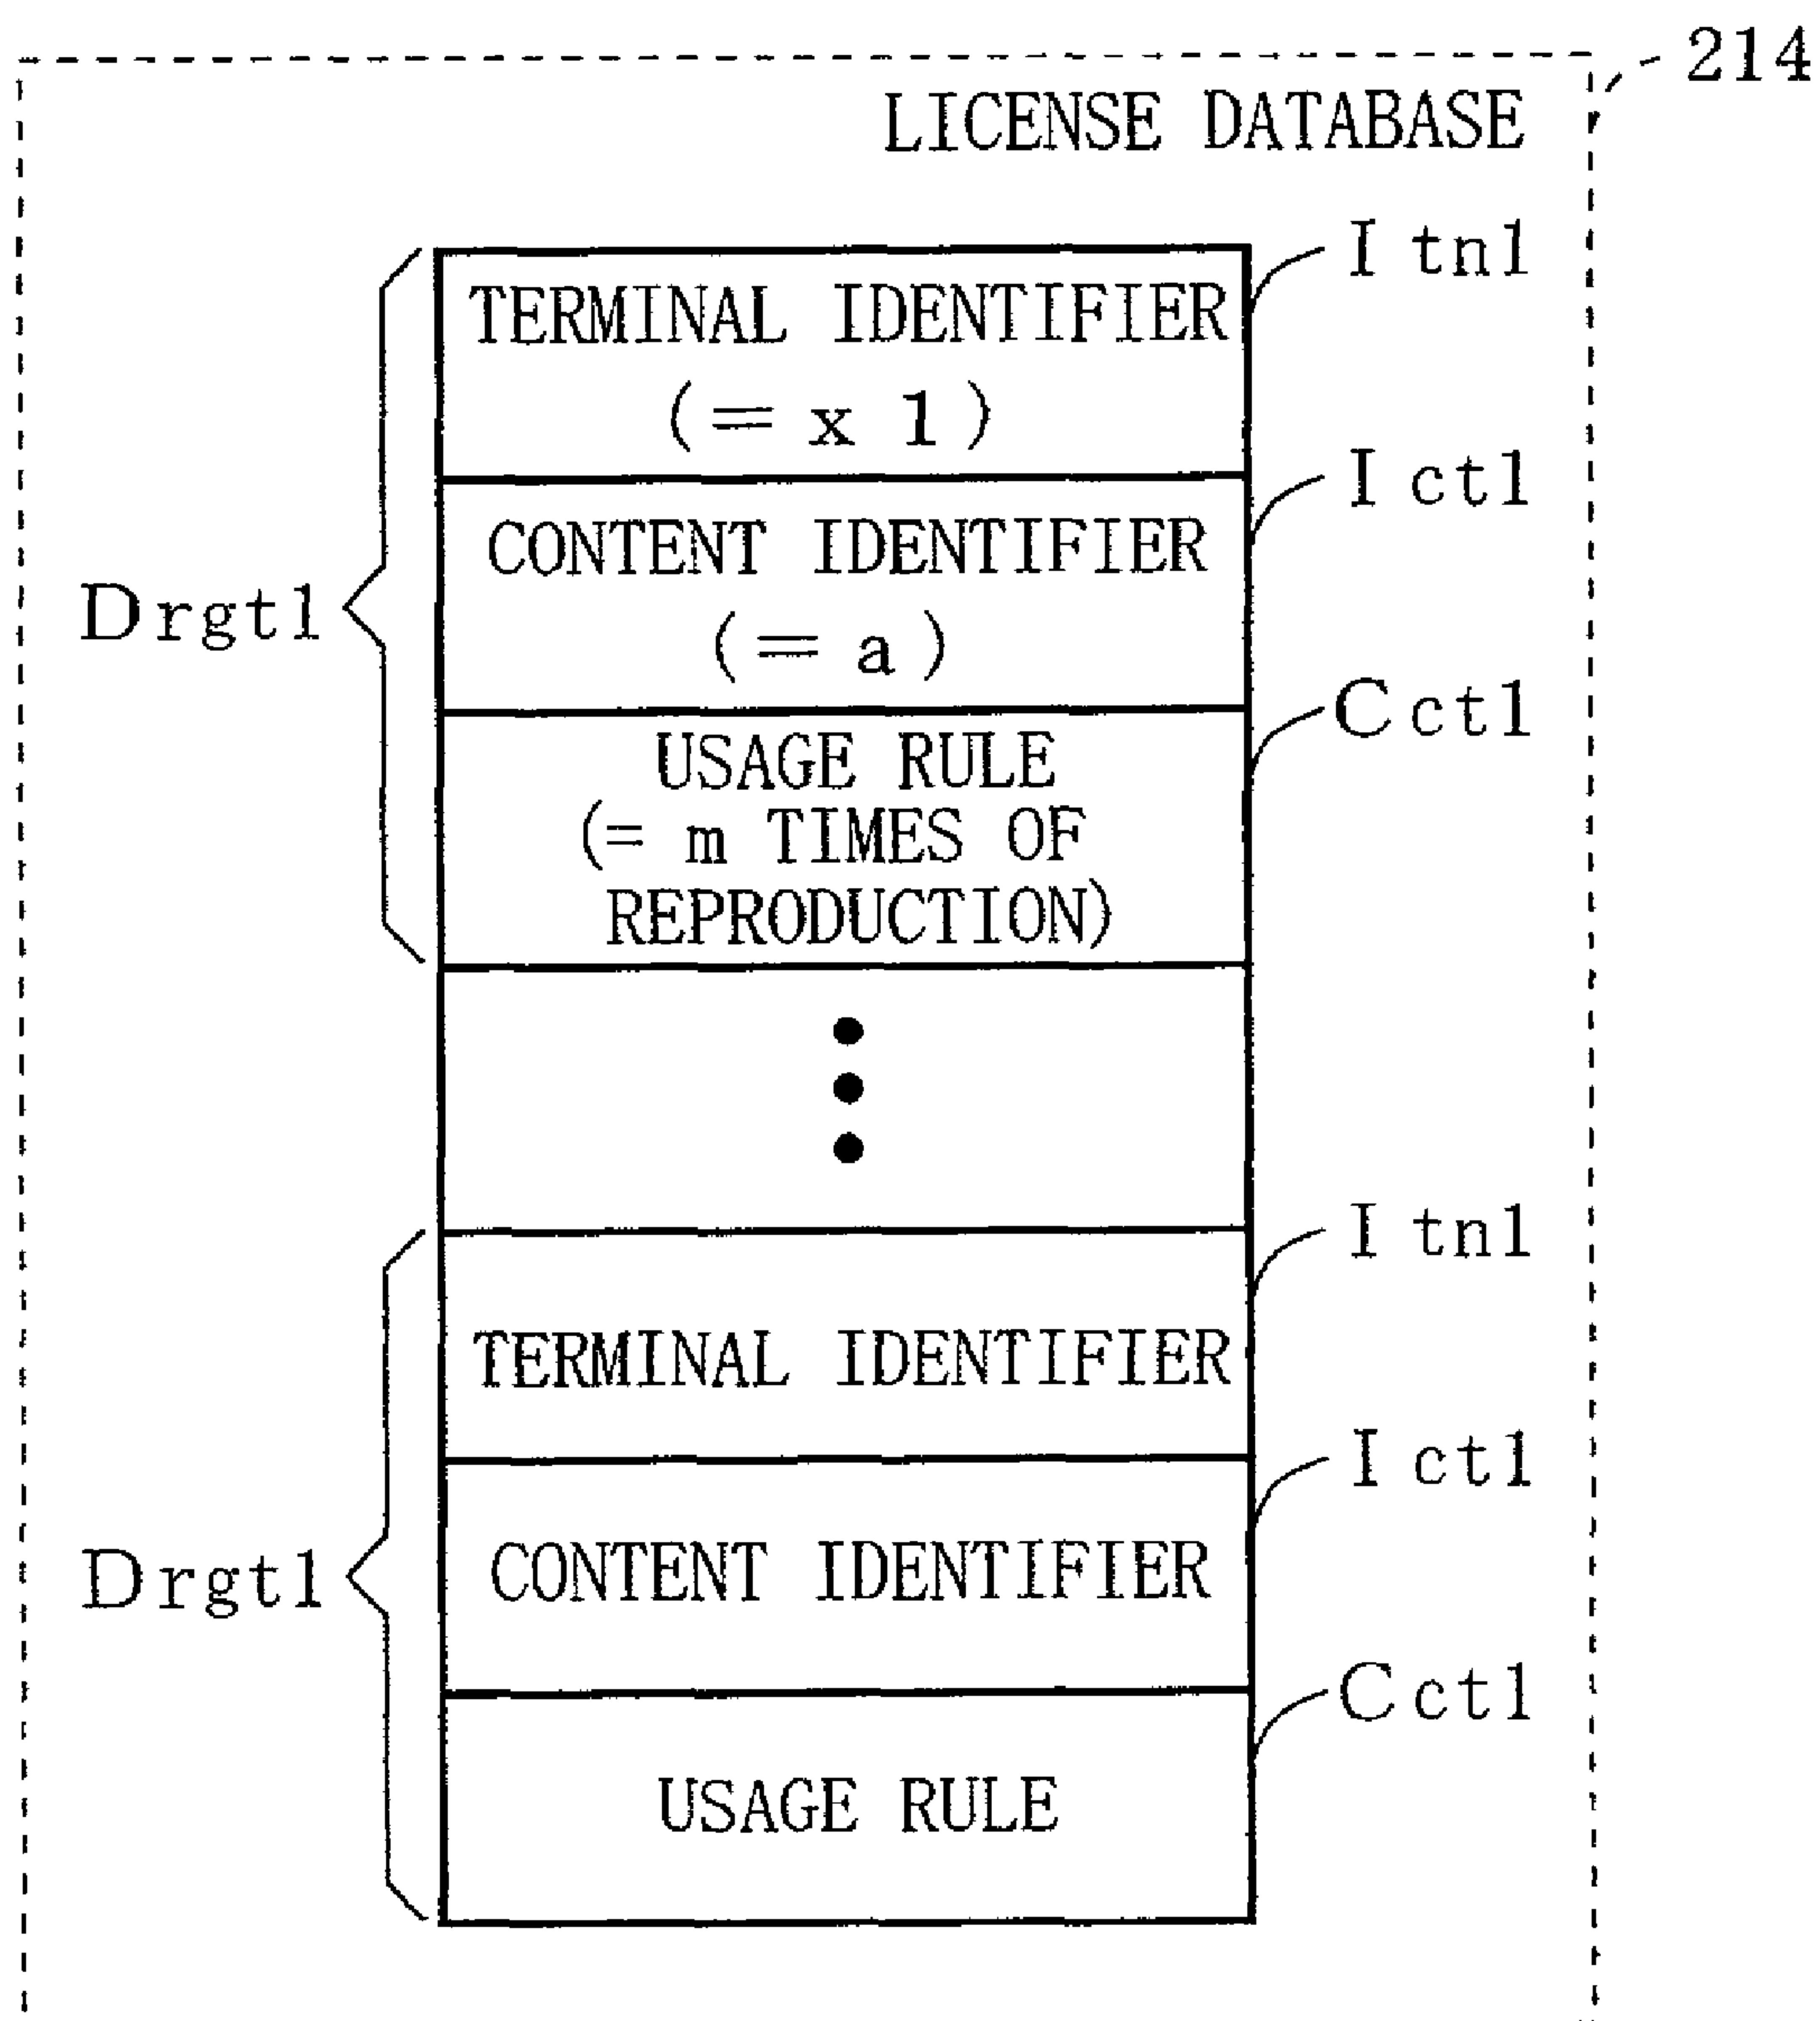 214
LICENSE DATABASE
I tn1
TERMINAL IDENTIFIER
(= x 1)
I ct1
CONTENT IDENTIFIER
Drgt1
(= a)
C ct1
USAGE RULE
(= m TIMES OF
REPRODUCTION)
I tn1
TERMINAL IDENTIFIER
I ct1
CONTENT IDENTIFIER
Drgt1
C ct1
USAGE RULE